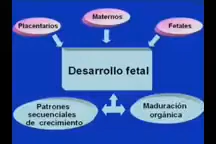 Maternos
Placentarios
Fetales
Desarrollo fetal
Patrones
secuenciales
de crecimiento
Maduración
orgánica